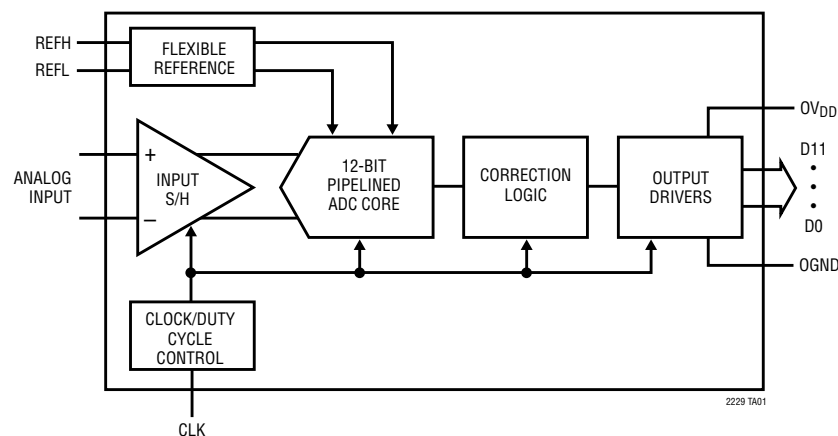 REFH
REFL
FLEXIBLE
REFERENCE
OVDD
D11
•
•
•
D0
OGND
ANALOG
INPUT
+
–
INPUT
S/H
12-BIT
PIPELINED
ADC CORE
CORRECTION
LOGIC
OUTPUT
DRIVERS
CLOCK/DUTY
CYCLE
CONTROL
CLK
2229 TA01